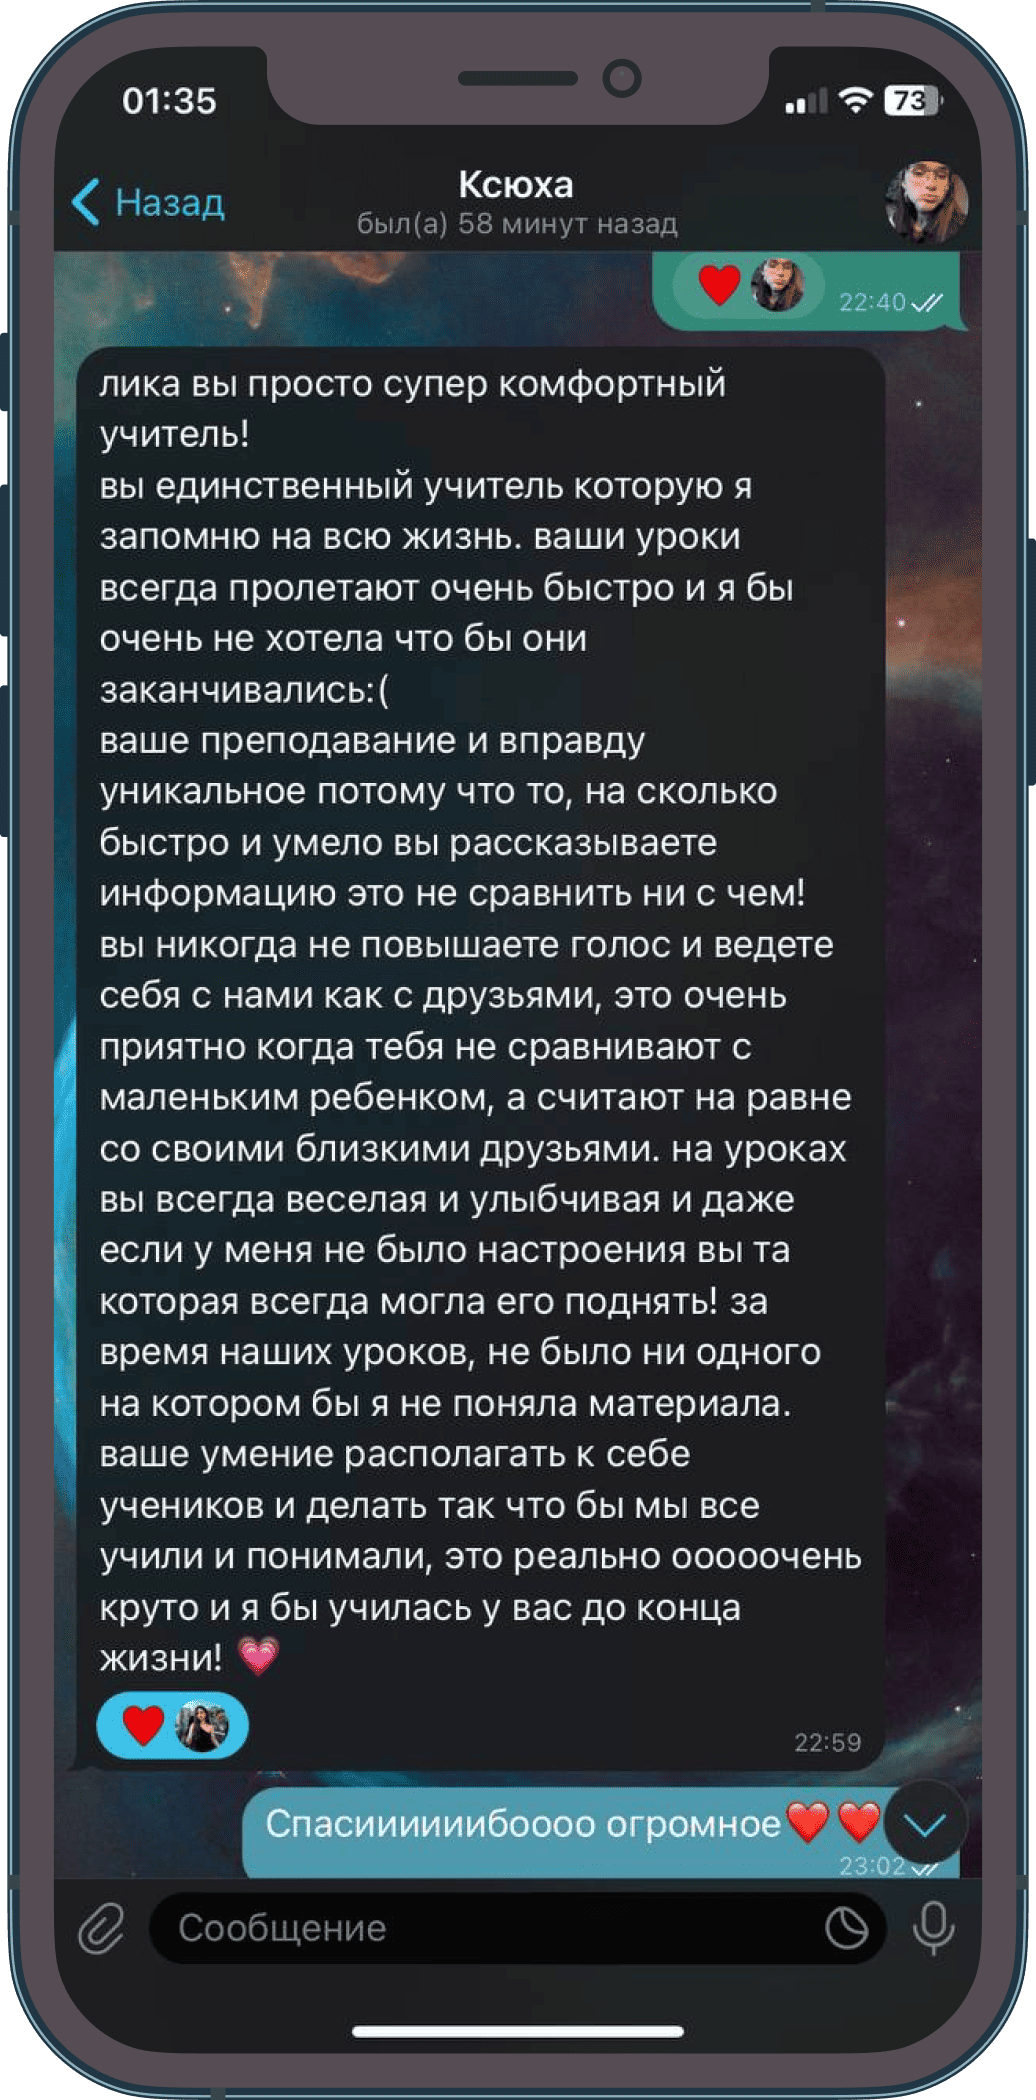 01:35
73
Назад
Ксюха
был(а) 58 минут назад
22:40
лика вы просто супер комфортный
учитель!
вы единственный учитель которую я
запомню на всю жизнь. ваши уроки
всегда пролетают очень быстро и я бы
очень не хотела что бы они
заканчивались:(
ваше преподавание и вправду
уникальное потому что то, на сколько
быстро и умело вы рассказываете
информацию это не сравнить ни с чем!
вы никогда не повышаете голос и ведете
себя с нами как с друзьями, это очень
приятно когда тебя не сравнивают с
маленьким ребенком, а считают на равне
со своими близкими друзьями. на уроках
вы всегда веселая и улыбчивая и даже
если у меня не было настроения вы та
которая всегда могла его поднять! за
время наших уроков, не было ни одного
на котором бы я не поняла материала.
ваше умение располагать к себе
учеников и делать так что бы мы все
учили и понимали, это реально ооооочень
круто и я бы училась у вас до конца
жизни! 💗
22:59
Спасииииииибоооо огромное❤️❤️
23:02
Сообщение